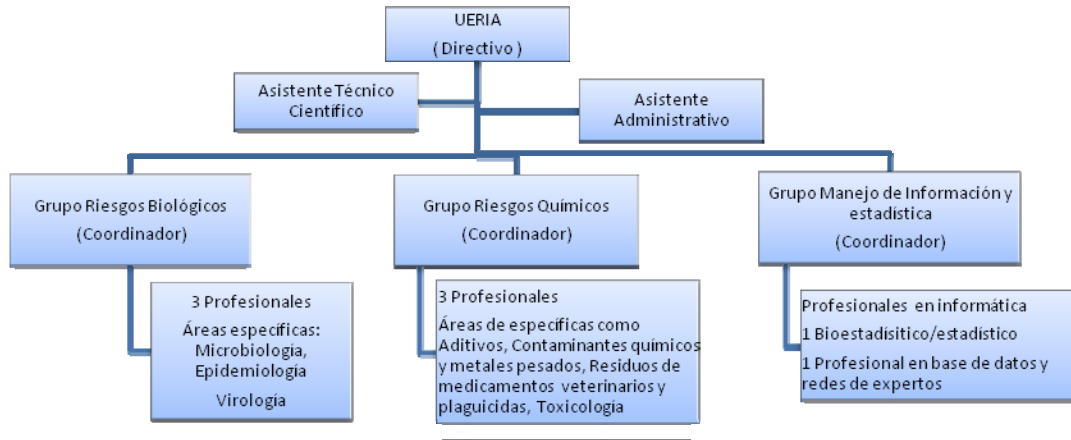 UERIA
( Directivo )
Asistente Técnico
Científico
Asistente
Administrativo
Grupo Riesgos Biológicos
(Coordinador)
Grupo Riesgos Químicos
(Coordinador)
Grupo Manejo de Información y
estadística
(Coordinador)
3 Profesionales
Áreas específicas:
Microbiología,
Epidemiología
Virología
3 Profesionales
Áreas de específicas como
Aditivos, Contaminantes químicos
y metales pesados, Residuos de
medicamentos veterinarios y
plaguicidas, Toxicología
Profesionales en informática
1 Bioestadísitico/estadístico
1 Profesional en base de datos y
redes de expertos